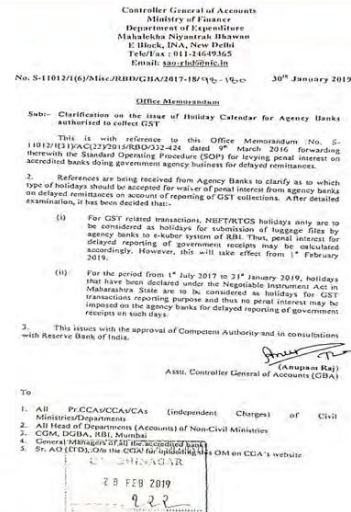 Controller General of Accounts
Ministry of Finance
Department of Expenditure
Mahalekha Niyantrak Bhawan
E Block, INA, New Delhi
Tele/Fax : 011-24649365
Email: sao-rbd@nic.in
No. S-11012/1(6)/Misc./RBD/GBA/2017-18/ 30th January 2019
Office Memorandum
Sub:- Clarification on the issue of Holiday Calendar for Agency Banks
authorised to collect GST
This is with reference to this Office Memorandum No. S-
11012/1(31)/AC(22)/2015/RBD/332-424 dated 9th March 2016 forwarding
therewith the Standard Operating Procedure (SOP) for levying penal interest on
accredited banks doing government agency business for delayed remittances.
2. References are being received from Agency Banks to clarify as to which
type of holidays should be accepted for waiver of penal interest from agency banks
on delayed remittances on account of reporting of GST collections. After detailed
examination, it has been decided that:-
(i) For GST related transactions, NEFT/RTGS holidays only are to
be considered as holidays for submission of luggage files by
agency banks to e-kuber system of RBI. Thus, penal interest for
delayed reporting of government receipts may be calculated
accordingly. However, this will take effect from 1st February
2019.
(ii) For the period from 1st July 2017 to 31st January 2019, holidays
that have been declared under the Negotiable Instrument Act in
Maharashtra State are to be considered as holidays for GST
transactions reporting purpose and thus no penal interest may be
imposed on the agency banks for delayed reporting of government
receipts on such days.
3. This issues with the approval of Competent Authority and in consultations
with Reserve Bank of India.
(Anupam Raj)
Asstt. Controller General of Accounts (GBA)
To
1. All Pr.CCAs/CCAs/CAs (independent Charges) of Civil
Ministries/Departments
2. All Head of Departments (Accounts) of Non-Civil Ministries
3. CGM, DGBA, RBI, Mumbai
4. General Managers of all the accredited banks
5. Sr. AO (ITD), O/o the CGA for uploading this OM on CGA's website
28 FEB 2019
222